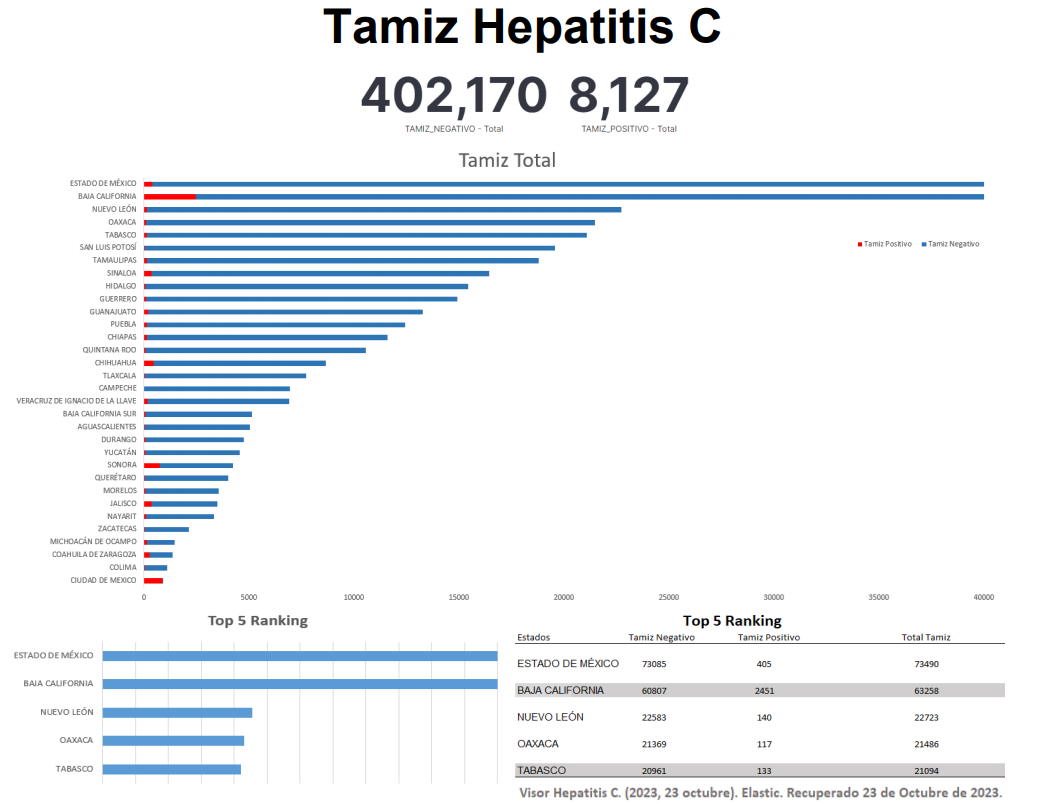 Tamiz Hepatitis C
402,170 8,127
TAMIZ_NEGATIVO - Total TAMIZ_POSITIVO - Total
Tamiz Total
ESTADO DE MÉXICO
BAJA CALIFORNIA
NUEVO LEÓN
OAXACA
TABASCO
SAN LUIS POTOSÍ
TAMAULIPAS
SINALOA
HIDALGO
GUERRERO
GUANAJUATO
PUEBLA
CHIAPAS
QUINTANA ROO
CHIHUAHUA
TLAXCALA
CAMPECHE
VERACRUZ DE IGNACIO DE LA LLAVE
BAJA CALIFORNIA SUR
AGUASCALIENTES
DURANGO
YUCATÁN
SONORA
QUERÉTARO
MORELOS
JALISCO
NAYARIT
ZACATECAS
MICHOACÁN DE OCAMPO
COAHUILA DE ZARAGOZA
COLIMA
CIUDAD DE MEXICO
Tamiz Positivo Tamiz Negativo
0 5000 10000 15000 20000 25000 30000 35000 40000
Top 5 Ranking
ESTADO DE MÉXICO
BAJA CALIFORNIA
NUEVO LEÓN
OAXACA
TABASCO
Top 5 Ranking
Estados Tamiz Negativo Tamiz Positivo Total Tamiz
ESTADO DE MÉXICO 73085 405 73490
BAJA CALIFORNIA 60807 2451 63258
NUEVO LEÓN 22583 140 22723
OAXACA 21369 117 21486
TABASCO 20961 133 21094
Visor Hepatitis C. (2023, 23 octubre). Elastic. Recuperado 23 de Octubre de 2023.